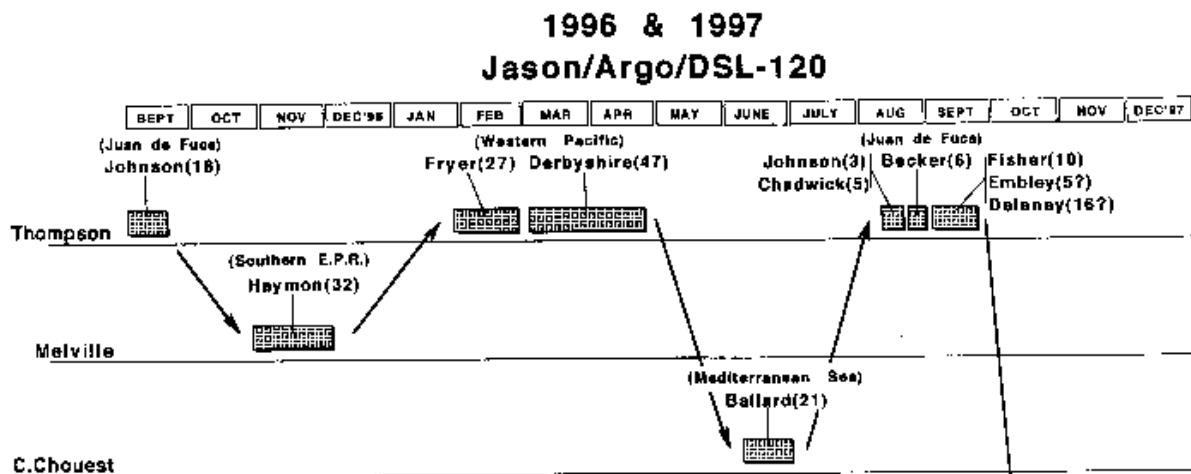 1996 & 1997
Jason/Argo/DSL-120
SEPT OCT NOV DEC'96 JAN FEB MAR APR MAY JUNE JULY AUG SEPT OCT NOV DEC'97
(Juan de Fuca) (Western Pacific) (Juan de Fuca)
Johnson(18) Fryer(27) Derbyshire(47) Johnson(3) Becker(6) Fisher(10)
Chadwick(5) Embley(5?)
Delaney(16?)
Thompson
(Southern E.P.R.)
Haymon(32)
Melville
(Mediterranean Sea)
Ballard(21)
C.Chouest